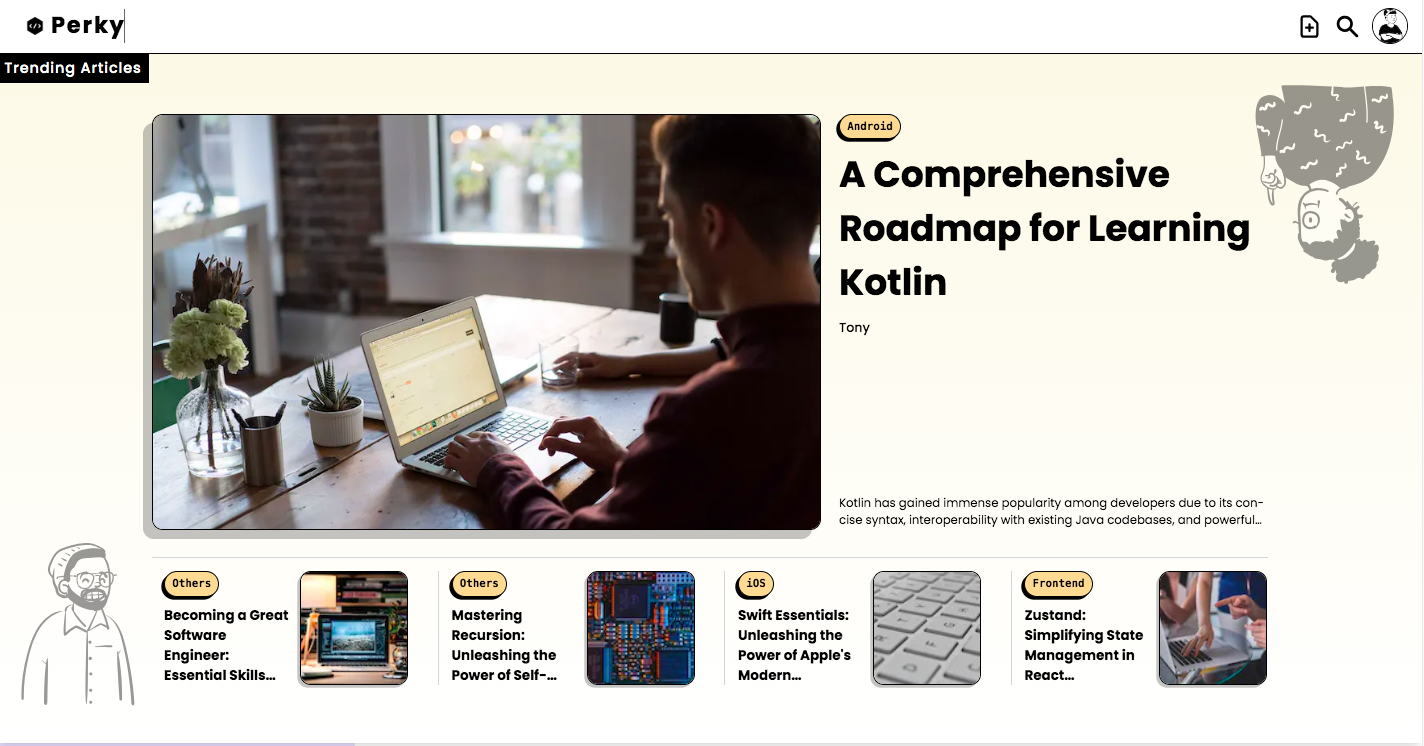 Perky
Trending Articles
Android
A Comprehensive
Roadmap for Learning
Kotlin
Tony
Kotlin has gained immense popularity among developers due to its con-
cise syntax, interoperability with existing Java codebases, and powerful...
Others
Becoming a Great
Software
Engineer:
Essential Skills...
Others
Mastering
Recursion:
Unleashing the
Power of Self-...
iOS
Swift Essentials:
Unleashing the
Power of Apple's
Modern...
Frontend
Zustand:
Simplifying State
Management in
React...